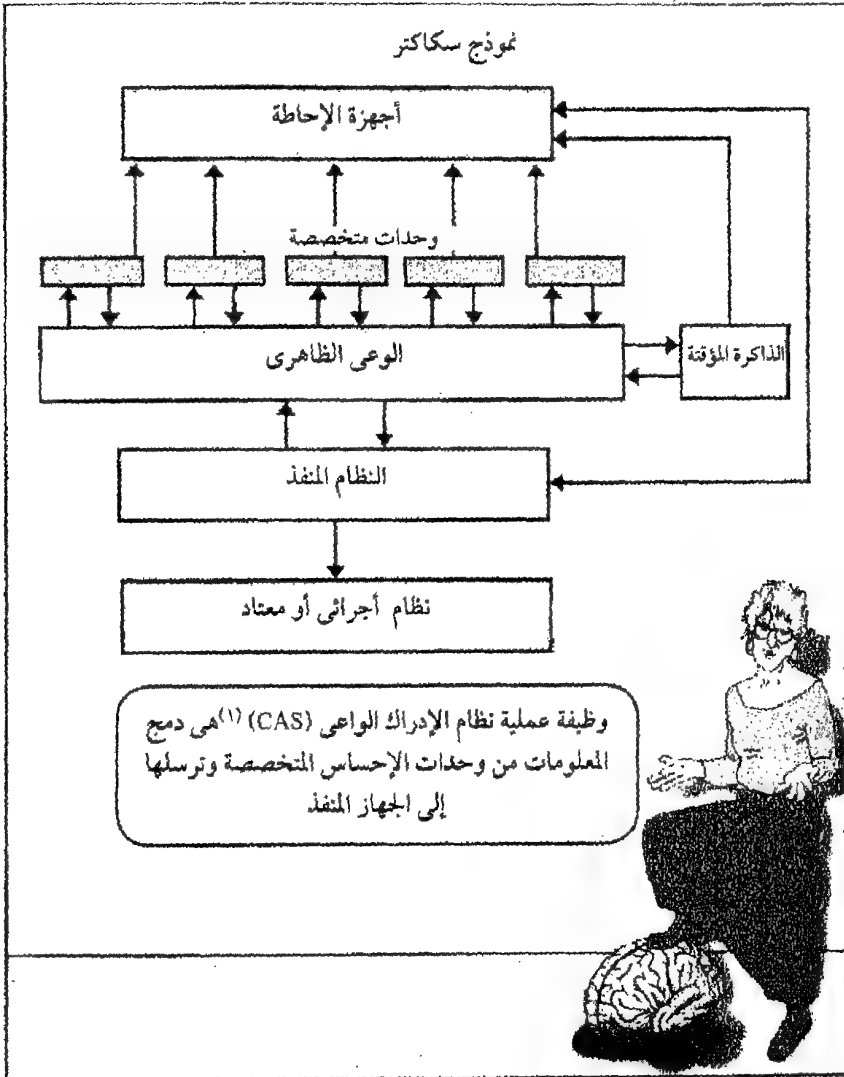 نموذج سكاكتر
أجهزة الإحاطة
وحدات متخصصة
الوعى الظاهرى
الذاكرة المؤقتة
النظام المنفذ
نظام أجرائى أو معتاد
وظيفة عملية نظام الإدراك الواعى (CAS) (١) هى دمج
المعلومات من وحدات الإحساس المتخصصة وترسلها
إلى الجهاز المنفذ